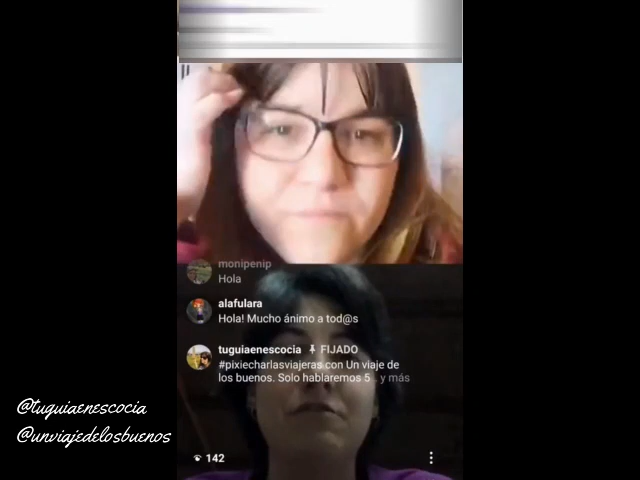 monipenip
Hola
alafulara
Hola! Mucho ánimo a tod@s
tuguiaenescocia FIJADO
#pixiecharlasviajeras con Un viaje de
los buenos. Solo hablaremos 5 .. y más
@tuguiaenescocia
@unviajedelosbuenos
142